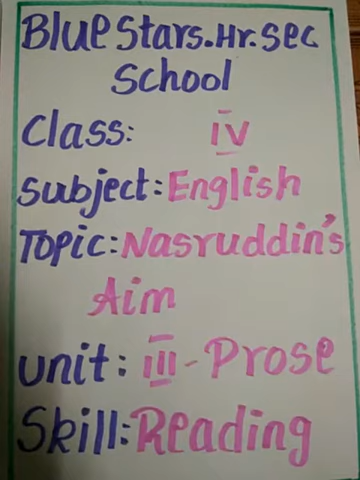 Blue Stars.Hr.Sec
School
Class: IV
Subject:English
Topic:Nasruddin's
Aim
Unit: III-Prose
Skill:Reading